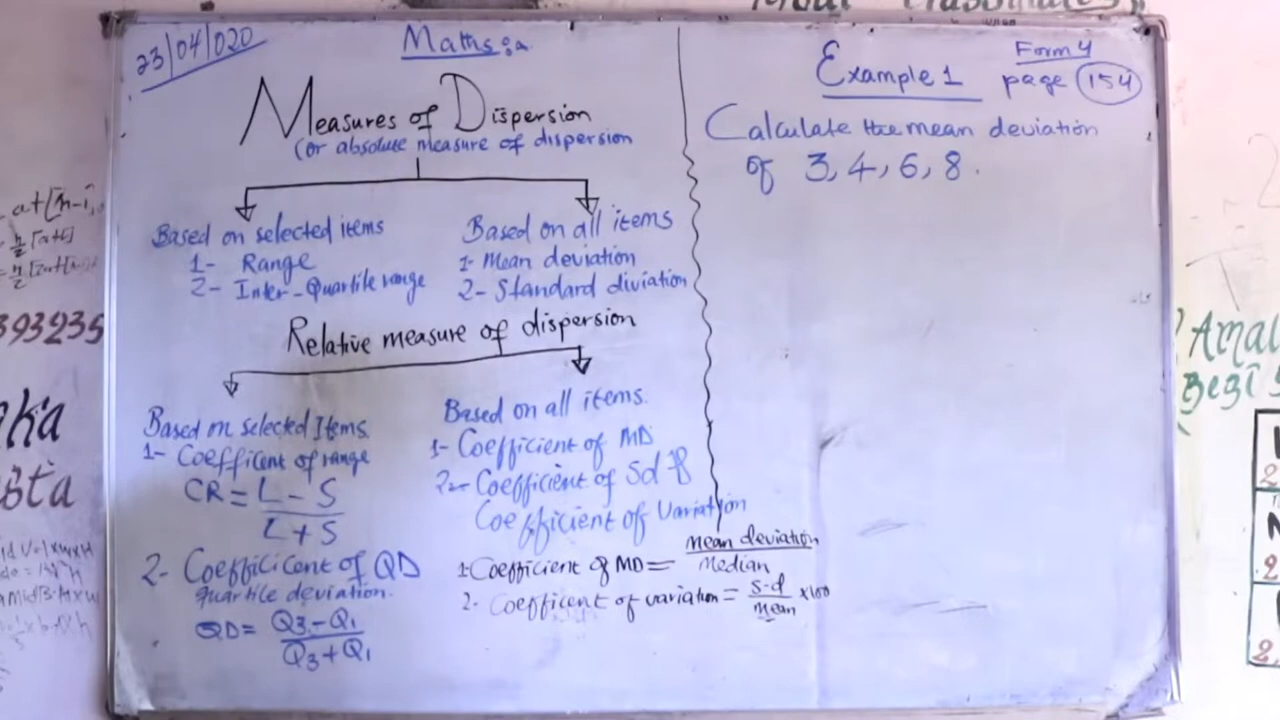 23/04/020
Maths:a
Measures of Dispersion
(or absolute measure of dispersion
Based on selected items
1- Range
2- Inter-Quartile range
Based on all items
1- Mean deviation
2- Standard diviation
Relative measure of dispersion
Based on selected Items.
1- Coefficent of range
CR = L - S
L + S
2- Coefficicent of QD
quartile deviation.
QD = Q3 - Q1
Q3 + Q1
Based on all items.
1- Coefficient of MD
2- Coefficient of Sd &
Coefficient of Variation
1- Coefficient of MD = mean deviation
Median
2- Coefficent of variation = s-d
mean ×100
Example 1
Form 4
page 154
Calculate the mean deviation
of 3, 4, 6, 8.
393235
Amal
Begi